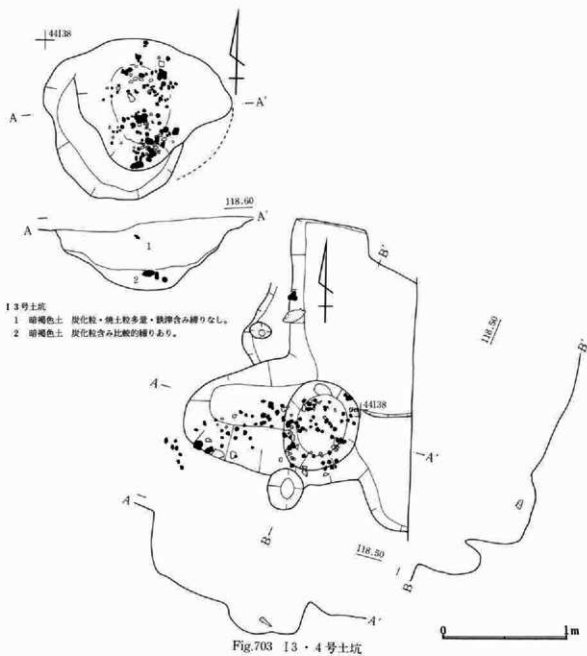 44I38
A
A'
118.60
A
A'
1
2
I 3号土坑
1 暗褐色土 炭化粒・焼土粒多量・鉄滓含み締りなし。
2 暗褐色土 炭化粒含み比較的締りあり。
B'
118.50
B'
A
44I38
A'
A
B
118.50
B
A'
0 1m
Fig.703 I3・4号土坑